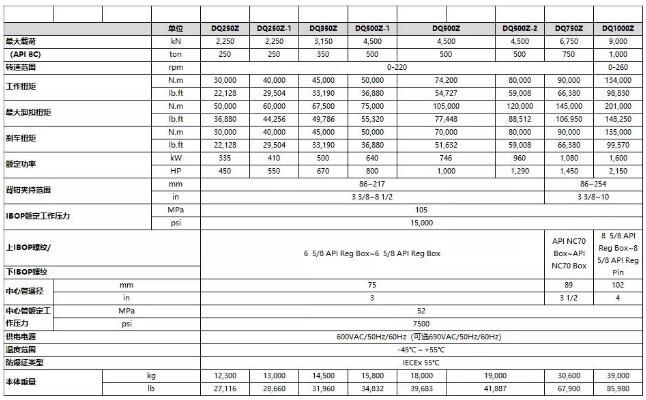 单位 DQ250Z DQ250Z-1 DQ350Z DQ500Z-1 DQ500Z DQ500Z-2 DQ750Z DQ1000Z
最大载荷 kN 2,250 2,250 3,150 4,500 4,500 4,500 6,750 9,000
(API 8C) ton 250 250 350 500 500 500 750 1,000
转速范围 rpm 0-220 0-260
工作扭矩 N.m 30,000 40,000 45,000 50,000 74,200 80,000 90,000 134,000
lb.ft 22,128 29,504 33,190 36,880 54,727 59,008 66,380 98,830
最大卸扣扭矩 N.m 50,000 60,000 67,500 75,000 105,000 120,000 145,000 201,000
lb.ft 36,880 44,256 49,786 55,320 77,448 88,512 106,950 148,250
刹车扭矩 N.m 30,000 40,000 45,000 50,000 70,000 80,000 90,000 135,000
lb.ft 22,128 29,504 33,190 36,880 51,632 59,008 66,380 99,570
额定功率 kW 335 410 500 640 746 960 1,080 1,600
HP 450 550 670 800 1,000 1,290 1,450 2,150
背钳夹持范围 mm 86~217 86~254
in 3 3/8~8 1/2 3 3/8~10
IBOP额定工作压力 MPa 105
psi 15,000
上IBOP螺纹/
下IBOP螺纹
6 5/8 API Reg Box~6 5/8 API Reg Box
API NC70
Box~API
NC70 Box
8 5/8 API
Reg Box~8
5/8 API Reg
Pin
中心管通径 mm 75 89 102
in 3 3 1/2 4
中心管额定工
作压力
MPa 52
psi 7500
供电电源 600VAC/50Hz/60Hz (可选690VAC/50Hz/60Hz)
温度范围 -45℃~+55℃
防爆证类型 IECEx 55℃
本体重量 kg 12,300 13,000 14,500 15,800 18,000 19,000 30,600 39,000
lb 27,116 28,660 31,960 34,832 39,683 41,887 67,900 85,980